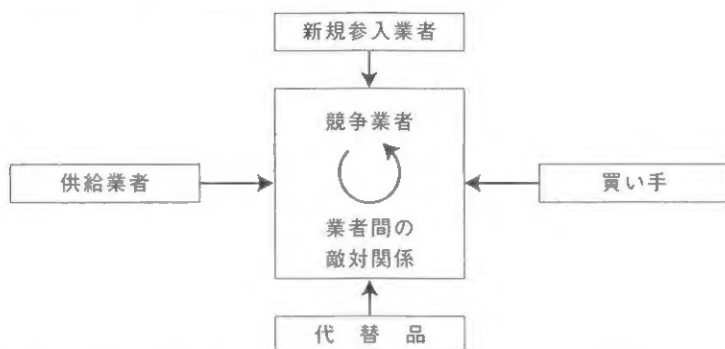 新規参入業者
競争業者
供給業者
買い手
業者間の
敵対関係
代替品